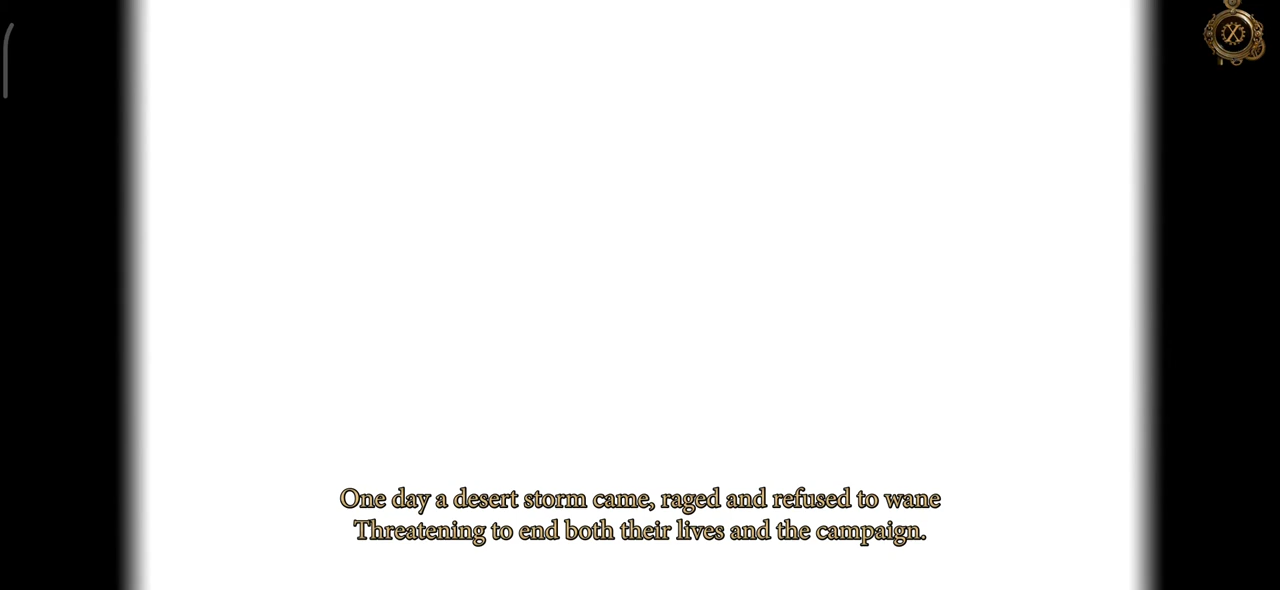 One day a desert storm came, raged and refused to wane
Threatening to end both their lives and the campaign.